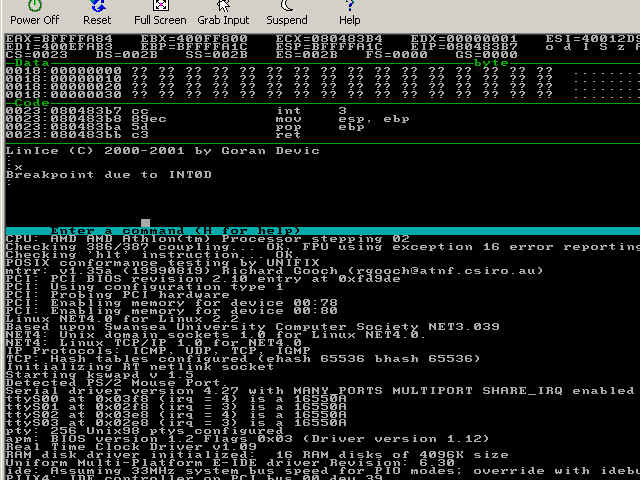 Power Off Reset Full Screen Grab Input Suspend Help
EAX=BFFFFA84 EBX=400FF800 ECX=080483B4 EDX=00000001 ESI=40012D
EDI=400EFAB3 EBP=BFFFFA1C ESP=BFFFFA1C EIP=080483B7 o d I S z
CS=0023 DS=002B SS=002B ES=002B FS=0000 GS=0000
Data byte
0018:00000000 ?? ?? ?? ?? ?? ?? ?? ?? ?? ?? ?? ?? ?? ?? ?? ??
0018:00000010 ?? ?? ?? ?? ?? ?? ?? ?? ?? ?? ?? ?? ?? ?? ?? ??
0018:00000020 ?? ?? ?? ?? ?? ?? ?? ?? ?? ?? ?? ?? ?? ?? ?? ??
0018:00000030 ?? ?? ?? ?? ?? ?? ?? ?? ?? ?? ?? ?? ?? ?? ?? ??
Code
0023:080483b7 cc int 3
0023:080483b8 89ec mov esp, ebp
0023:080483ba 5d pop ebp
0023:080483bb c3 ret
LinIce (C) 2000-2001 by Goran Devic
:
:x
Breakpoint due to INT0D
:
Enter a command (H for help)
CPU: AMD AMD Athlon(tm) Processor stepping 02
Checking 386/387 coupling... OK, FPU using exception 16 error reporting
Checking 'hlt' instruction... OK.
POSIX conformance testing by UNIFIX
mtrr: v1.35a (19990819) Richard Gooch (rgooch@atnf.csiro.au)
PCI: PCI BIOS revision 2.10 entry at 0xfd9de
PCI: Using configuration type 1
PCI: Probing PCI hardware
PCI: Enabling memory for device 00:78
PCI: Enabling memory for device 00:80
Linux NET4.0 for Linux 2.2
Based upon Swansea University Computer Society NET3.039
NET4: Unix domain sockets 1.0 for Linux NET4.0.
NET4: Linux TCP/IP 1.0 for NET4.0
IP Protocols: ICMP, UDP, TCP, IGMP
TCP: Hash tables configured (ehash 65536 bhash 65536)
Initializing RT netlink socket
Starting kswapd v 1.5
Detected PS/2 Mouse Port.
Serial driver version 4.27 with MANY_PORTS MULTIPORT SHARE_IRQ enabled
ttyS00 at 0x03f8 (irq = 4) is a 16550A
ttyS01 at 0x02f8 (irq = 3) is a 16550A
ttyS02 at 0x03e8 (irq = 4) is a 16550A
ttyS03 at 0x02e8 (irq = 3) is a 16550A
pty: 256 Unix98 ptys configured
apm: BIOS version 1.2 Flags 0x03 (Driver version 1.12)
Real Time Clock Driver v1.09
RAM disk driver initialized: 16 RAM disks of 4096K size
Uniform Multi-Platform E-IDE driver Revision: 6.30
ide: Assuming 33MHz system bus speed for PIO modes; override with idebu
PIIX4: IDE controller on PCI bus 00 dev 39